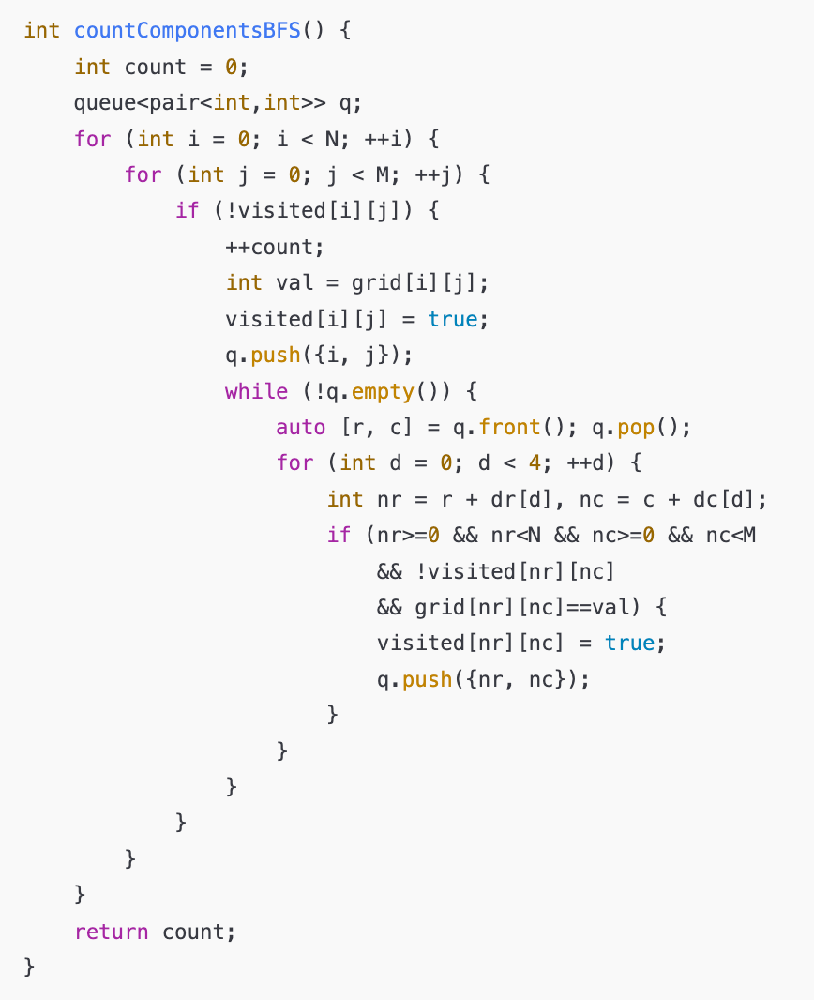 int countComponentsBFS() {
    int count = 0;
    queue<pair<int,int>> q;
    for (int i = 0; i < N; ++i) {
        for (int j = 0; j < M; ++j) {
            if (!visited[i][j]) {
                ++count;
                int val = grid[i][j];
                visited[i][j] = true;
                q.push({i, j});
                while (!q.empty()) {
                    auto [r, c] = q.front(); q.pop();
                    for (int d = 0; d < 4; ++d) {
                        int nr = r + dr[d], nc = c + dc[d];
                        if (nr>=0 && nr<N && nc>=0 && nc<M
                            && !visited[nr][nc]
                            && grid[nr][nc]==val) {
                            visited[nr][nc] = true;
                            q.push({nr, nc});
                        }
                    }
                }
            }
        }
    }
    return count;
}